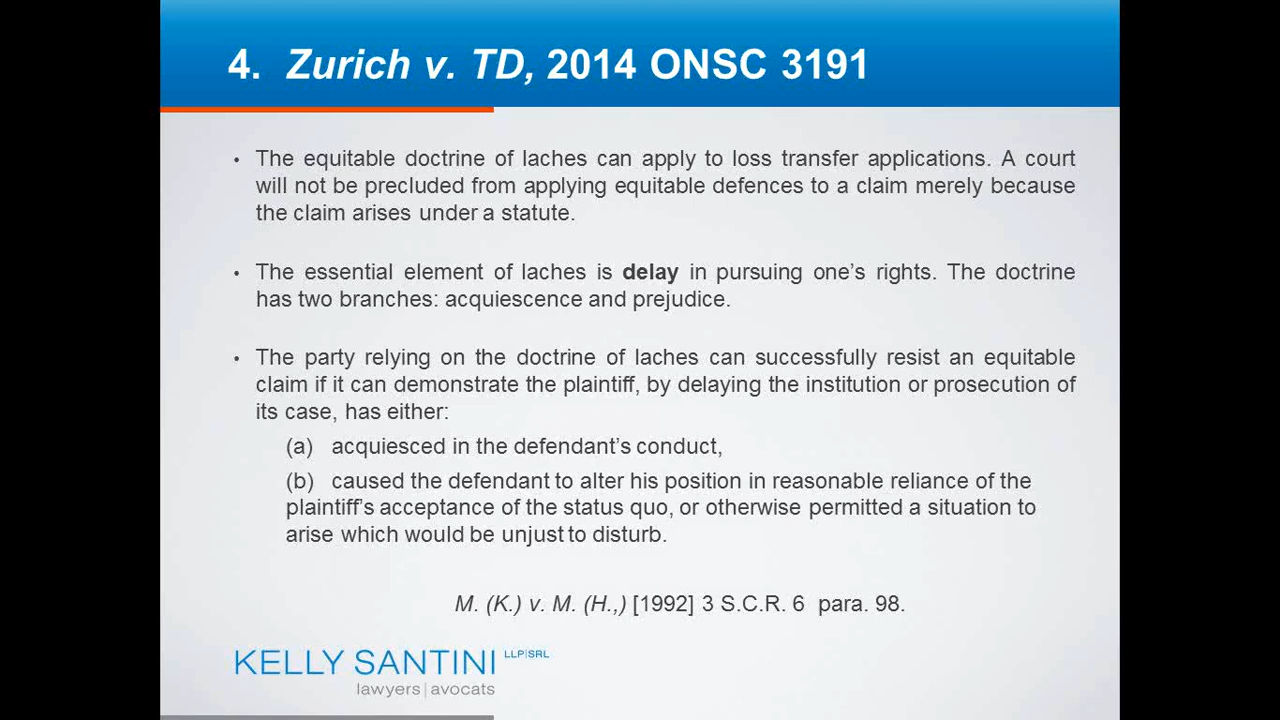 4. Zurich v. TD, 2014 ONSC 3191
• The equitable doctrine of laches can apply to loss transfer applications. A court
will not be precluded from applying equitable defences to a claim merely because
the claim arises under a statute.
• The essential element of laches is delay in pursuing one’s rights. The doctrine
has two branches: acquiescence and prejudice.
• The party relying on the doctrine of laches can successfully resist an equitable
claim if it can demonstrate the plaintiff, by delaying the institution or prosecution of
its case, has either:
(a) acquiesced in the defendant’s conduct,
(b) caused the defendant to alter his position in reasonable reliance of the
plaintiff’s acceptance of the status quo, or otherwise permitted a situation to
arise which would be unjust to disturb.
M. (K.) v. M. (H.,) [1992] 3 S.C.R. 6 para. 98.
KELLY SANTINI LLP|SRL
lawyers|avocats